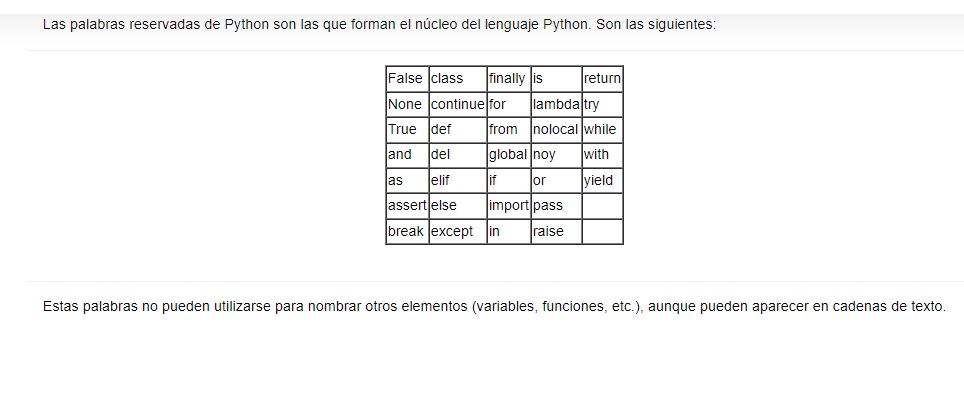 Las palabras reservadas de Python son las que forman el núcleo del lenguaje Python. Son las siguientes:
False class finally is return
None continue for lambda try
True def from nolocal while
and del global noy with
as elif if or yield
assert else import pass
break except in raise
Estas palabras no pueden utilizarse para nombrar otros elementos (variables, funciones, etc.), aunque pueden aparecer en cadenas de texto.